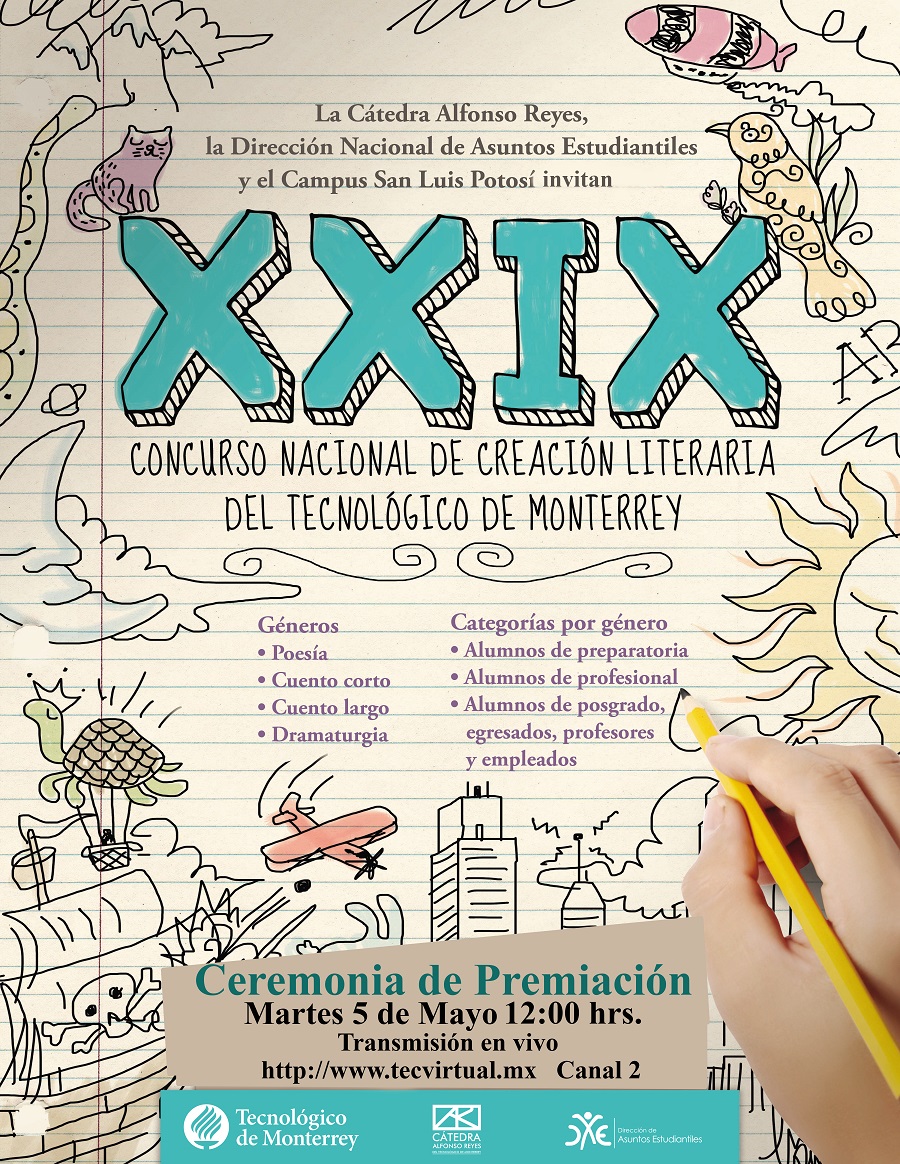 La Cátedra Alfonso Reyes,
la Dirección Nacional de Asuntos Estudiantiles
y el Campus San Luis Potosí invitan
XXIX
CONCURSO NACIONAL DE CREACIÓN LITERARIA
DEL TECNOLÓGICO DE MONTERREY
Géneros
• Poesía
• Cuento corto
• Cuento largo
• Dramaturgia
Categorías por género
• Alumnos de preparatoria
• Alumnos de profesional
• Alumnos de posgrado,
egresados, profesores
y empleados
Ceremonia de Premiación
Martes 5 de Mayo 12:00 hrs.
Transmisión en vivo
http://www.tecvirtual.mx Canal 2
Tecnológico
de Monterrey
CÁTEDRA
ALFONSO REYES
DEL TECNOLÓGICO DE MONTERREY
Dirección de
Asuntos Estudiantiles